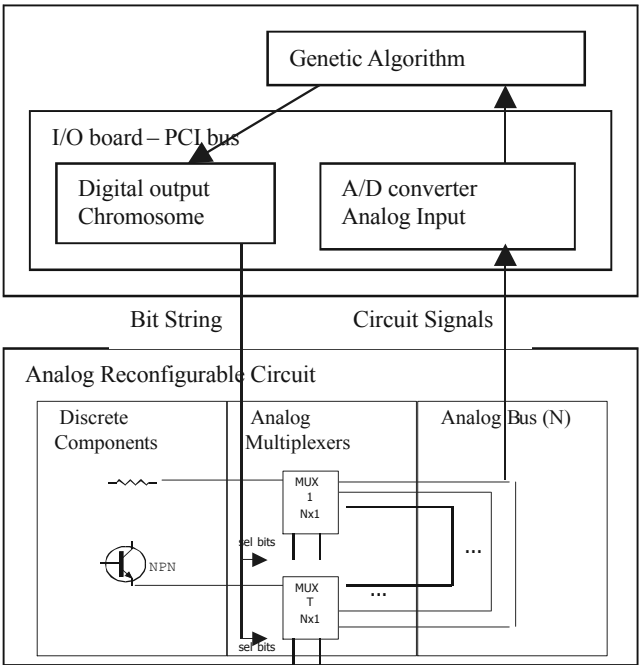 Genetic Algorithm
I/O board – PCI bus
Digital output
Chromosome
A/D converter
Analog Input
Bit String
Circuit Signals
Analog Reconfigurable Circuit
Discrete
Components
Analog
Multiplexers
Analog Bus (N)
MUX
1
Nx1
sel bits
...
NPN
...
MUX
T
Nx1
sel bits